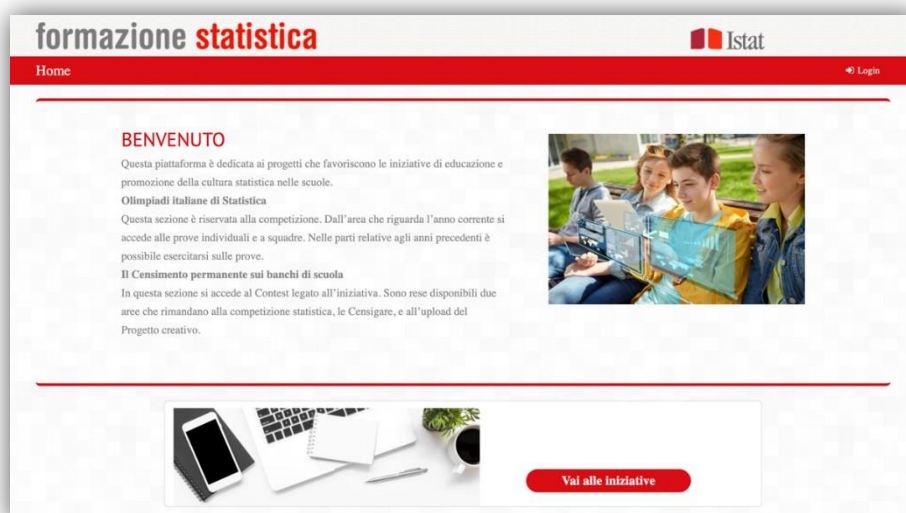 formazione statistica
Istat
Home
Login
BENVENUTO
Questa piattaforma è dedicata ai progetti che favoriscono le iniziative di educazione e
promozione della cultura statistica nelle scuole.
Olimpiadi italiane di Statistica
Questa sezione è riservata alla competizione. Dall'area che riguarda l'anno corrente si
accede alle prove individuali e a squadre. Nelle parti relative agli anni precedenti è
possibile esercitarsi sulle prove.
Il Censimento permanente sui banchi di scuola
In questa sezione si accede al Contest legato all'iniziativa. Sono rese disponibili due
aree che rimandano alla competizione statistica, le Censigare, e all'upload del
Progetto creativo.
Vai alle iniziative